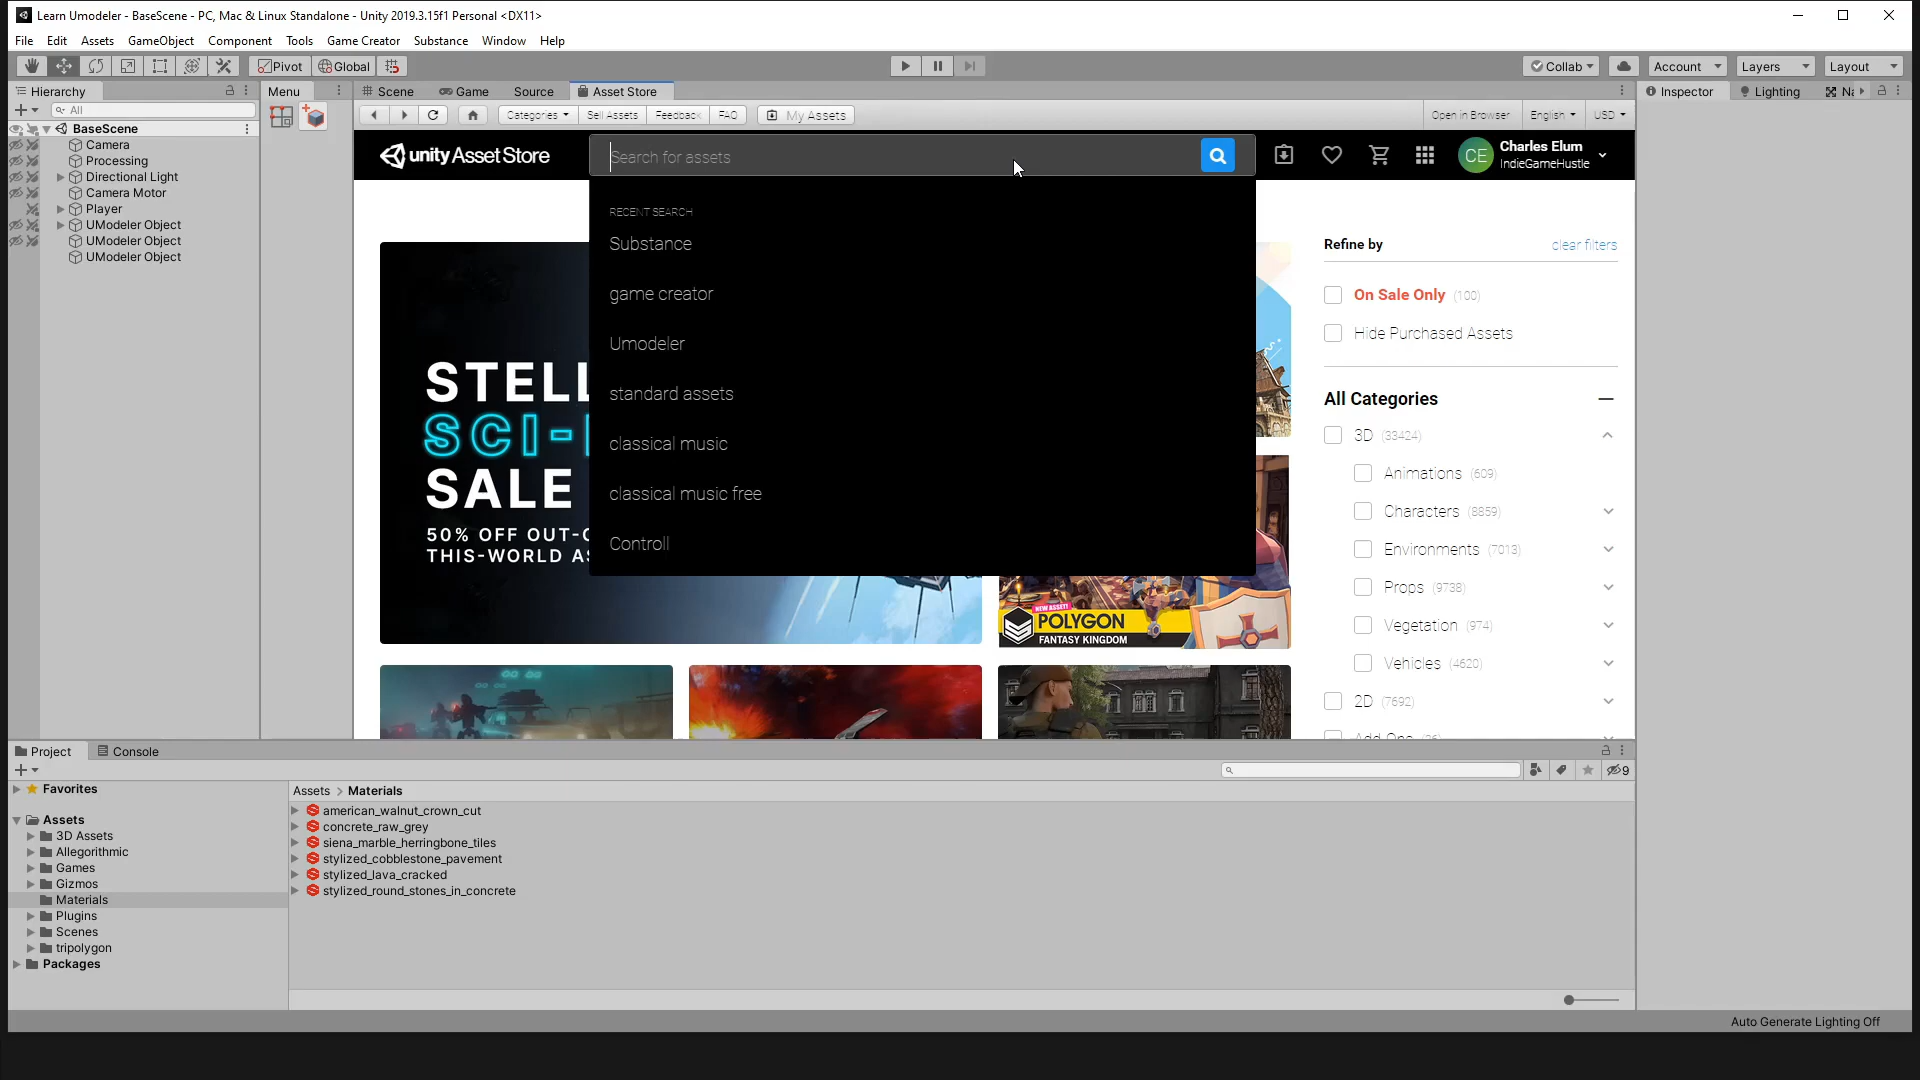 Learn Umodeler - BaseScene - PC, Mac & Linux Standalone - Unity 2019.3.15f1 Personal <DX11>
File Edit Assets GameObject Component Tools Game Creator Substance Window Help
Pivot Global Collab Account Layers Layout
Hierarchy
All
BaseScene
Camera
Processing
Directional Light
Camera Motor
Player
UModeler Object
UModeler Object
UModeler Object
Menu
Scene Game Source Asset Store
Categories Sell Assets Feedback FAQ My Assets Open in Browser English USD
unity Asset Store
Search for assets
CE
Charles Elum
IndieGameHustle
RECENT SEARCH
Substance
game creator
Umodeler
standard assets
classical music
classical music free
Controll
STELL
SCI-
SALE
50% OFF OUT-O
THIS-WORLD AS
NEW ASSET!
POLYGON
FANTASY KINGDOM
Refine by clear filters
On Sale Only (100)
Hide Purchased Assets
All Categories
3D (33424)
Animations (609)
Characters (8859)
Environments (7013)
Props (9738)
Vegetation (974)
Vehicles (4620)
2D (7692)
Inspector Lighting
Project Console
9
Favorites
Assets
3D Assets
Allegorithmic
Games
Gizmos
Materials
Plugins
Scenes
tripolygon
Packages
Assets > Materials
american_walnut_crown_cut
concrete_raw_grey
siena_marble_herringbone_tiles
stylized_cobblestone_pavement
stylized_lava_cracked
stylized_round_stones_in_concrete
Auto Generate Lighting Off